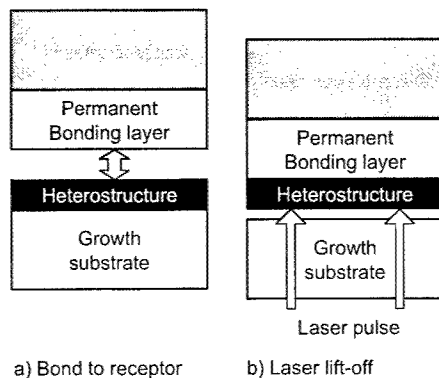 Permanent
Bonding layer
Heterostructure
Growth
substrate
a) Bond to receptor
Permanent
Bonding layer
Heterostructure
Growth
substrate
Laser pulse
b) Laser lift-off